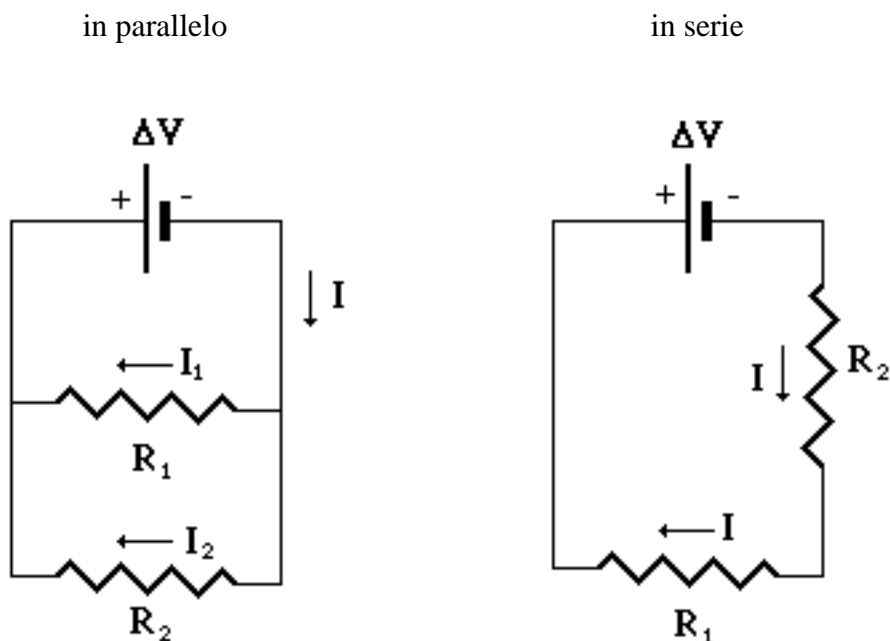 in parallelo
in serie
ΔV
+ -
I
I₁
R₁
I₂
R₂
ΔV
+ -
I
R₂
I
R₁